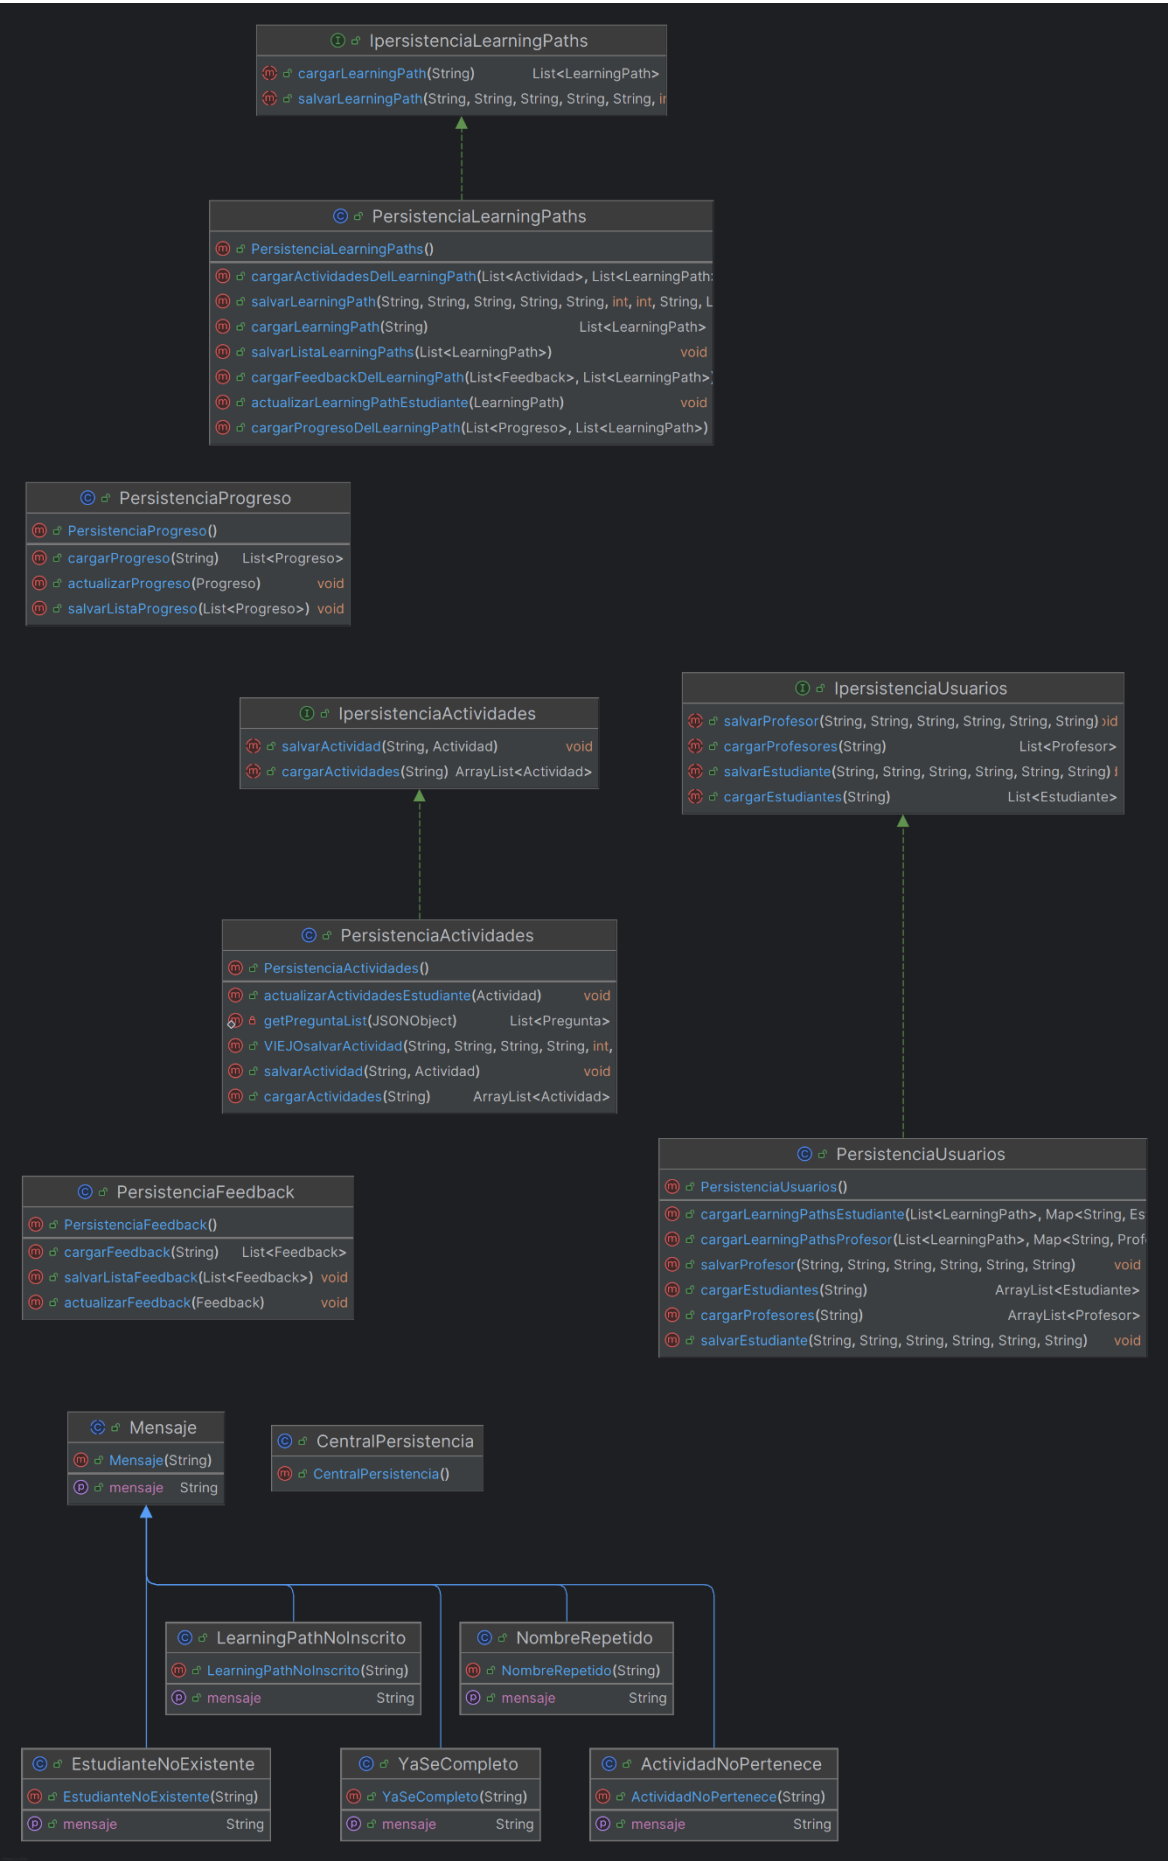 IpersistenciaLearningPaths
cargarLearningPath(String) List<LearningPath>
salvarLearningPath(String, String, String, String, String, in
PersistenciaLearningPaths
PersistenciaLearningPaths()
cargarActividadesDelLearningPath(List<Actividad>, List<LearningPath>
salvarLearningPath(String, String, String, String, String, int, int, String, L
cargarLearningPath(String) List<LearningPath>
salvarListaLearningPaths(List<LearningPath>) void
cargarFeedbackDelLearningPath(List<Feedback>, List<LearningPath>)
actualizarLearningPathEstudiante(LearningPath) void
cargarProgresoDelLearningPath(List<Progreso>, List<LearningPath>)
PersistenciaProgreso
PersistenciaProgreso()
cargarProgreso(String) List<Progreso>
actualizarProgreso(Progreso) void
salvarListaProgreso(List<Progreso>) void
IpersistenciaActividades
salvarActividad(String, Actividad) void
cargarActividades(String) ArrayList<Actividad>
IpersistenciaUsuarios
salvarProfesor(String, String, String, String, String, String) id
cargarProfesores(String) List<Profesor>
salvarEstudiante(String, String, String, String, String, String)
cargarEstudiantes(String) List<Estudiante>
PersistenciaActividades
PersistenciaActividades()
actualizarActividadesEstudiante(Actividad) void
getPreguntaList(JSONObject) List<Pregunta>
VIEJOsalvarActividad(String, String, String, String, int,
salvarActividad(String, Actividad) void
cargarActividades(String) ArrayList<Actividad>
PersistenciaUsuarios
PersistenciaUsuarios()
cargarLearningPathsEstudiante(List<LearningPath>, Map<String, Es
cargarLearningPathsProfesor(List<LearningPath>, Map<String, Prof
salvarProfesor(String, String, String, String, String, String) void
cargarEstudiantes(String) ArrayList<Estudiante>
cargarProfesores(String) ArrayList<Profesor>
salvarEstudiante(String, String, String, String, String, String) void
PersistenciaFeedback
PersistenciaFeedback()
cargarFeedback(String) List<Feedback>
salvarListaFeedback(List<Feedback>) void
actualizarFeedback(Feedback) void
Mensaje
Mensaje(String)
mensaje String
CentralPersistencia
CentralPersistencia()
LearningPathNoInscrito
LearningPathNoInscrito(String)
mensaje String
NombreRepetido
NombreRepetido(String)
mensaje String
EstudianteNoExistente
EstudianteNoExistente(String)
mensaje String
YaSeCompleto
YaSeCompleto(String)
mensaje String
ActividadNoPertenece
ActividadNoPertenece(String)
mensaje String